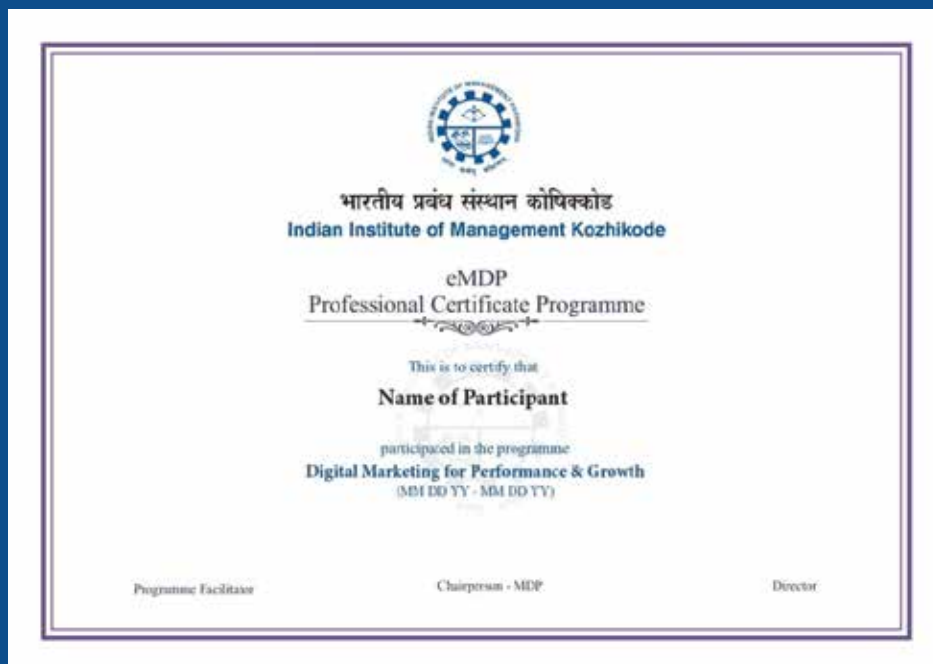 भारतीय प्रबंध संस्थान कोषिक्कोड
Indian Institute of Management Kozhikode
eMDP
Professional Certificate Programme
This is to certify that
Name of Participant
participated in the programme
Digital Marketing for Performance & Growth
(MM DD YY - MM DD YY)
Programme Facilitator Chairperson - MDP Director